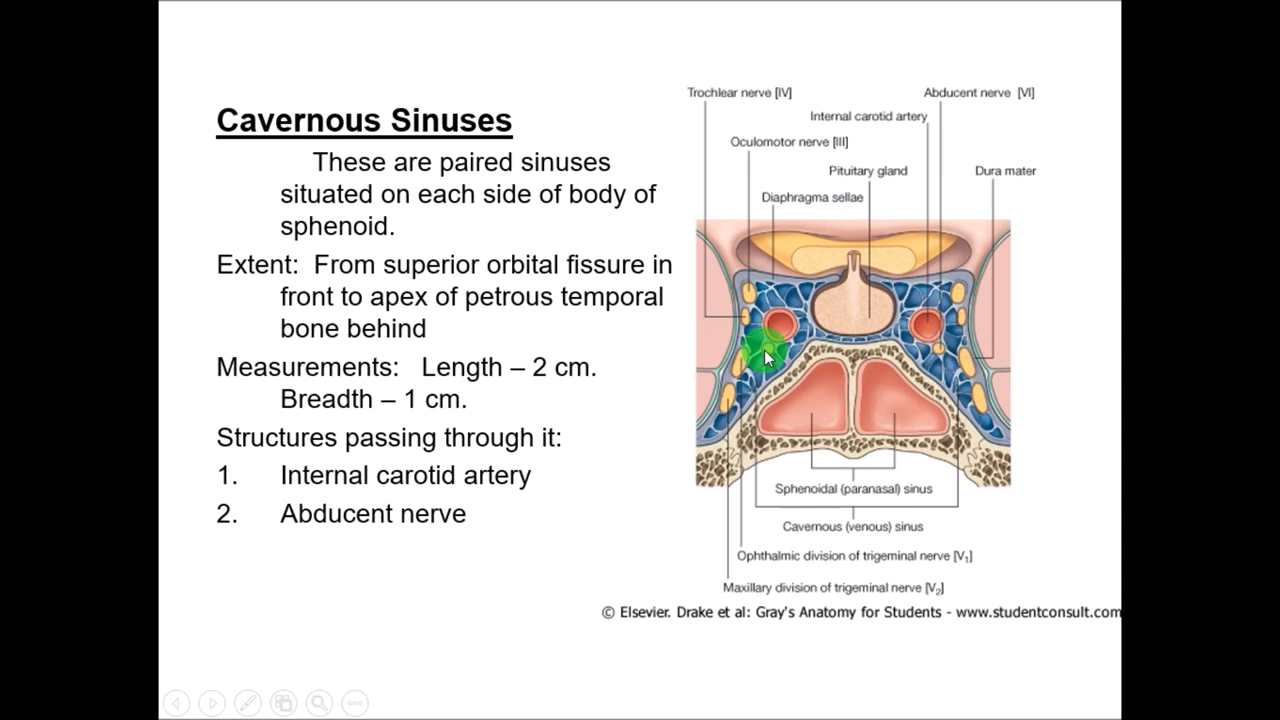 Cavernous Sinuses
These are paired sinuses
situated on each side of body of
sphenoid.
Extent: From superior orbital fissure in
front to apex of petrous temporal
bone behind
Measurements: Length – 2 cm.
Breadth – 1 cm.
Structures passing through it:
1. Internal carotid artery
2. Abducent nerve
Trochlear nerve [IV]
Abducent nerve [VI]
Internal carotid artery
Oculomotor nerve [III]
Pituitary gland
Dura mater
Diaphragma sellae
Sphenoidal (paranasal) sinus
Cavernous (venous) sinus
Ophthalmic division of trigeminal nerve [V1]
Maxillary division of trigeminal nerve [V2]
© Elsevier. Drake et al: Gray's Anatomy for Students - www.studentconsult.com